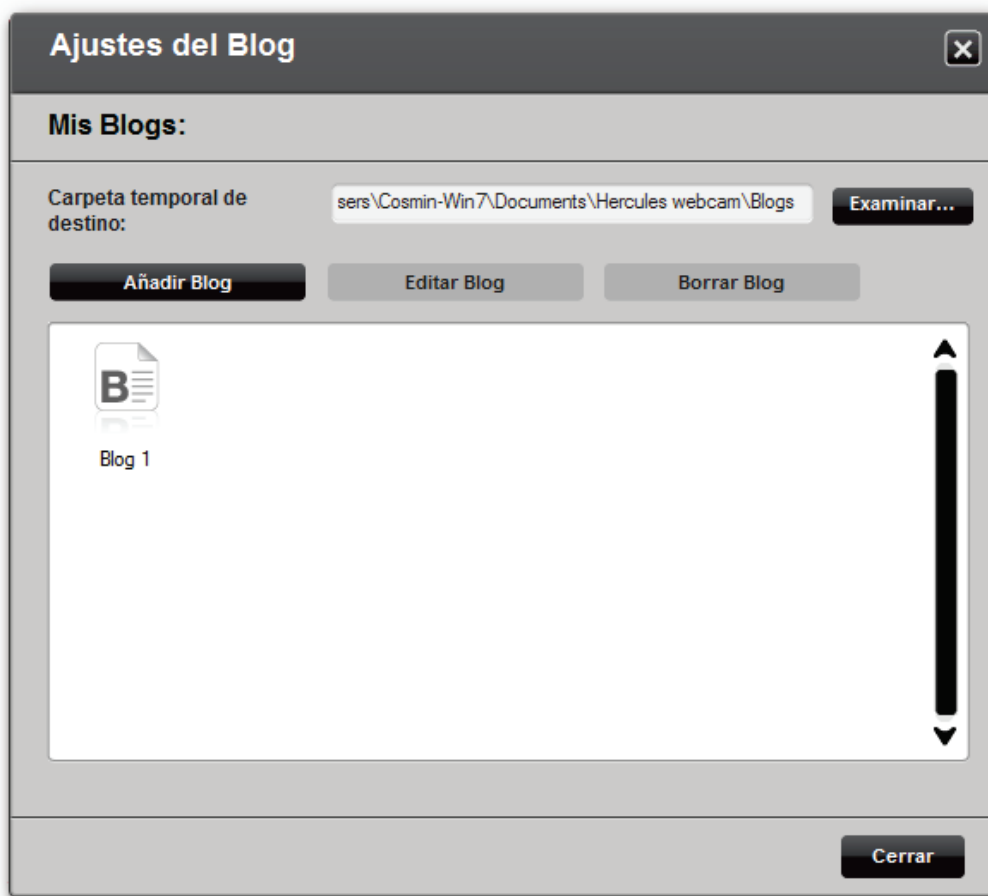 Ajustes del Blog
Mis Blogs:
Carpeta temporal de
destino:
sers\Cosmin-Win7\Documents\Hercules webcam\Blogs
Examinar...
Añadir Blog
Editar Blog
Borrar Blog
B
Blog 1
Cerrar